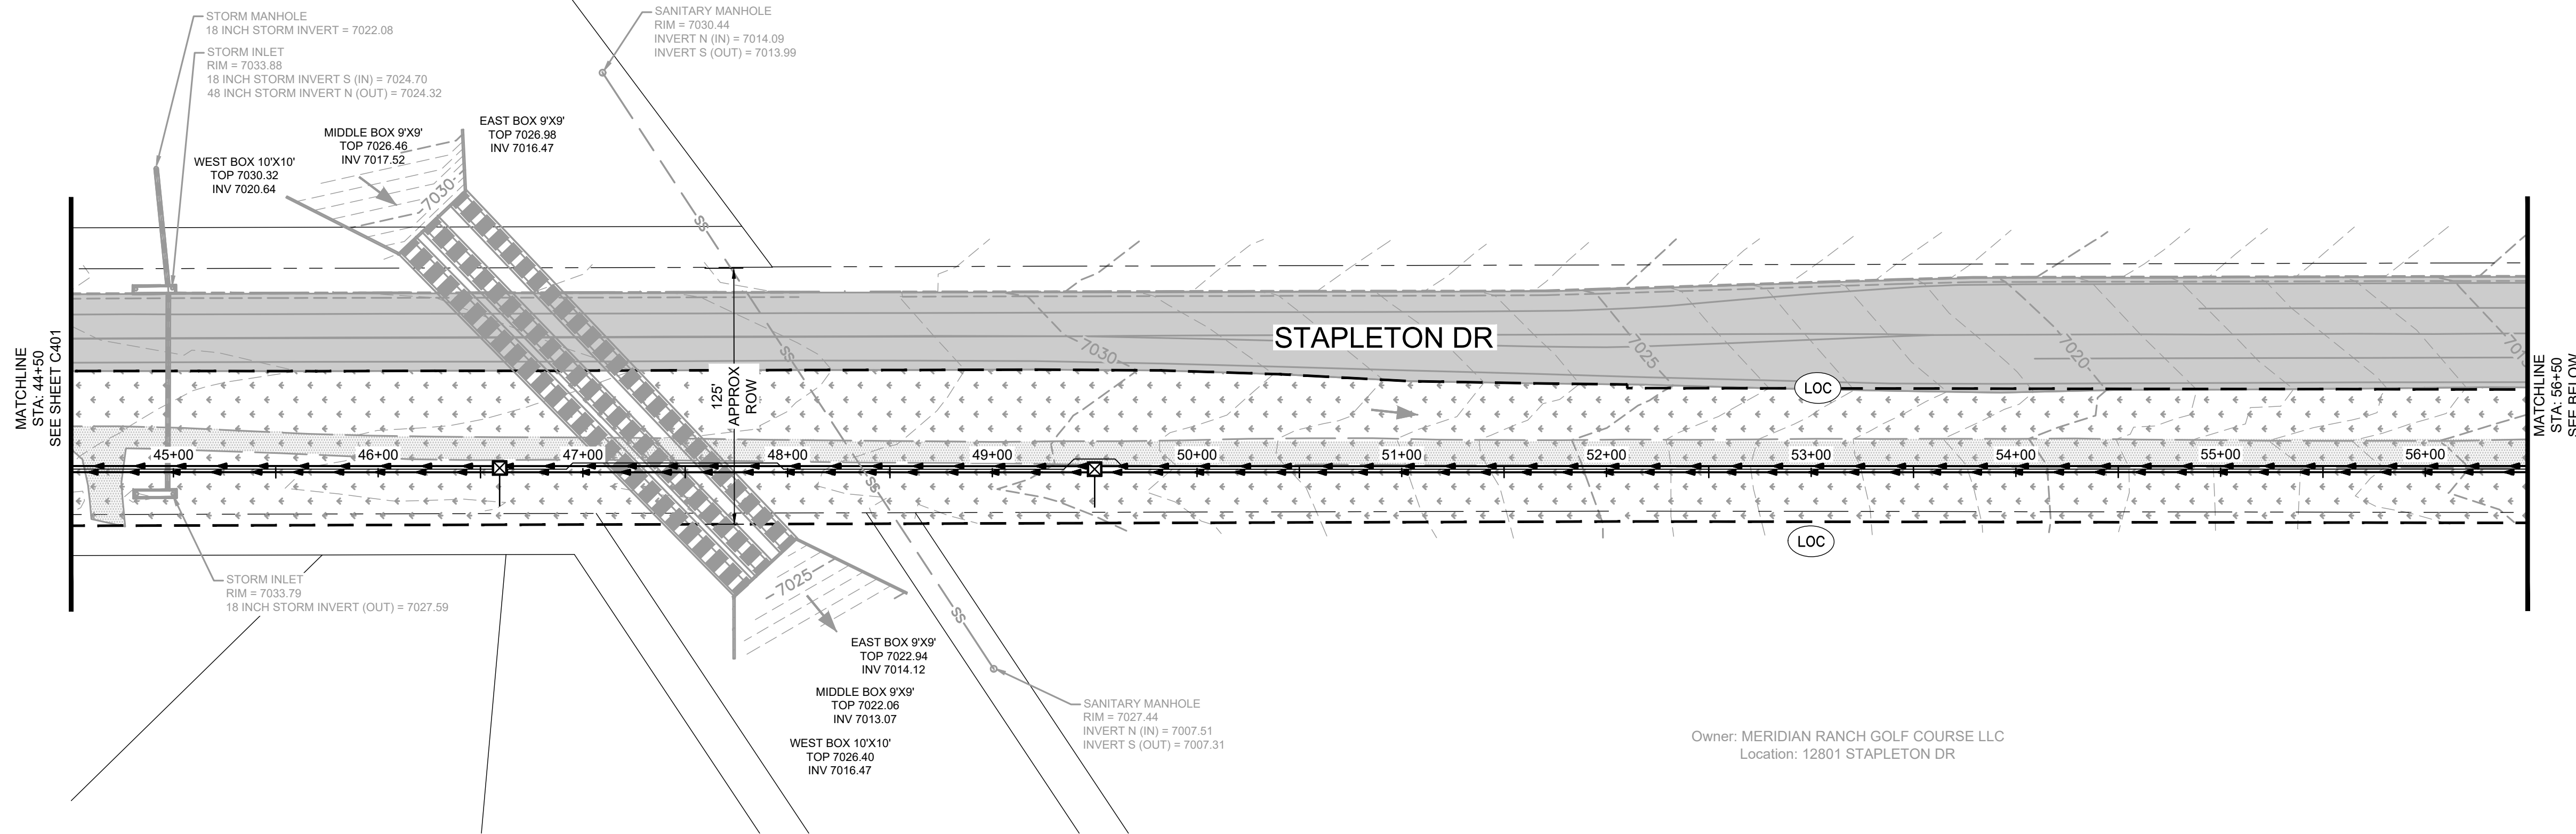 STORM MANHOLE
18 INCH STORM INVERT = 7022.08
STORM INLET
RIM = 7033.88
18 INCH STORM INVERT S (IN) = 7024.70
48 INCH STORM INVERT N (OUT) = 7024.32
SANITARY MANHOLE
RIM = 7030.44
INVERT N (IN) = 7014.09
INVERT S (OUT) = 7013.99
WEST BOX 10'X10'
TOP 7030.32
INV 7020.64
MIDDLE BOX 9'X9'
TOP 7026.46
INV 7017.52
EAST BOX 9'X9'
TOP 7026.98
INV 7016.47
7030
SS
MATCHLINE
STA: 44+50
SEE SHEET C401
STAPLETON DR
125'
APPROX
ROW
SS
7030
7025
7020
LOC
MATCHLINE
STA: 56+50
SEE BELOW
45+00
46+00
47+00
48+00
49+00
50+00
51+00
52+00
53+00
54+00
55+00
56+00
SS
LOC
STORM INLET
RIM = 7033.79
18 INCH STORM INVERT (OUT) = 7027.59
7025
SS
EAST BOX 9'X9'
TOP 7022.94
INV 7014.12
MIDDLE BOX 9'X9'
TOP 7022.06
INV 7013.07
WEST BOX 10'X10'
TOP 7026.40
INV 7016.47
SANITARY MANHOLE
RIM = 7027.44
INVERT N (IN) = 7007.51
INVERT S (OUT) = 7007.31
Owner: MERIDIAN RANCH GOLF COURSE LLC
Location: 12801 STAPLETON DR